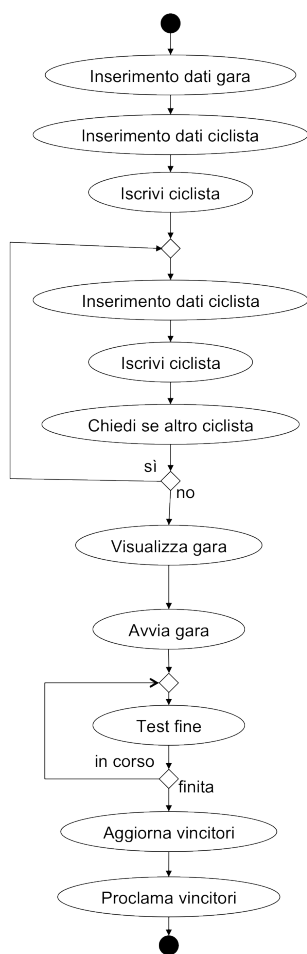 Inserimento dati gara
Inserimento dati ciclista
Iscrivi ciclista
Inserimento dati ciclista
Iscrivi ciclista
Chiedi se altro ciclista
sì
no
Visualizza gara
Avvia gara
Test fine
in corso
finita
Aggiorna vincitori
Proclama vincitori